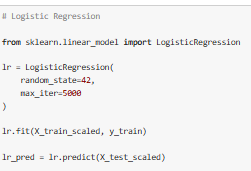 # Logistic Regression
from sklearn.linear_model import LogisticRegression
lr = LogisticRegression(
    random_state=42,
    max_iter=5000
)
lr.fit(X_train_scaled, y_train)
lr_pred = lr.predict(X_test_scaled)